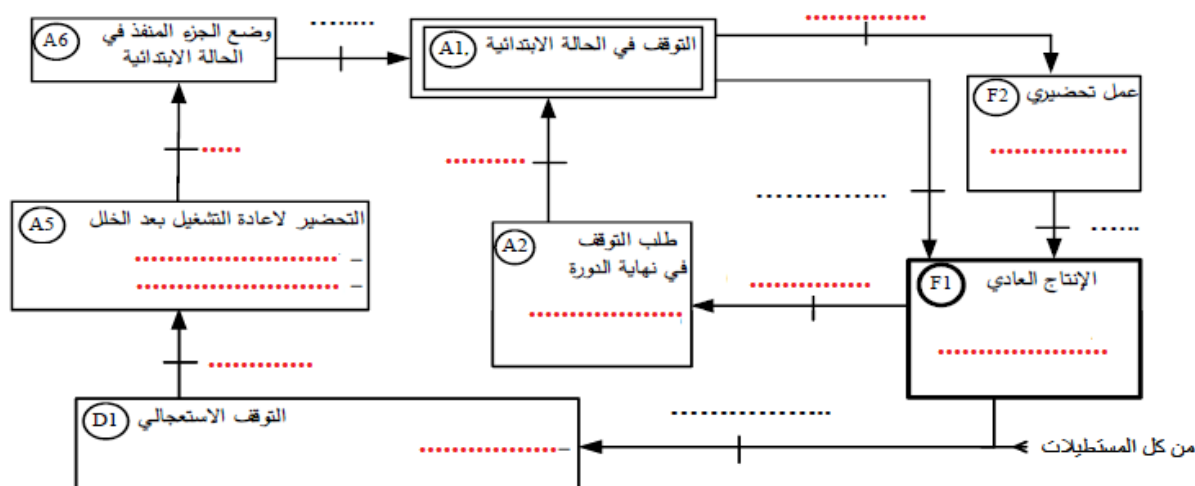 A6
وضع الجزء المنفذ في
الحالة الابتدائية
A1.
التوقف في الحالة الابتدائية
F2
عمل تحضيري
A5
التحضير لاعادة التشغيل بعد الخلل
A2
طلب التوقف
في نهاية الدورة
F1
الإنتاج العادي
D1
التوقف الاستعجالي
من كل المستطيلات